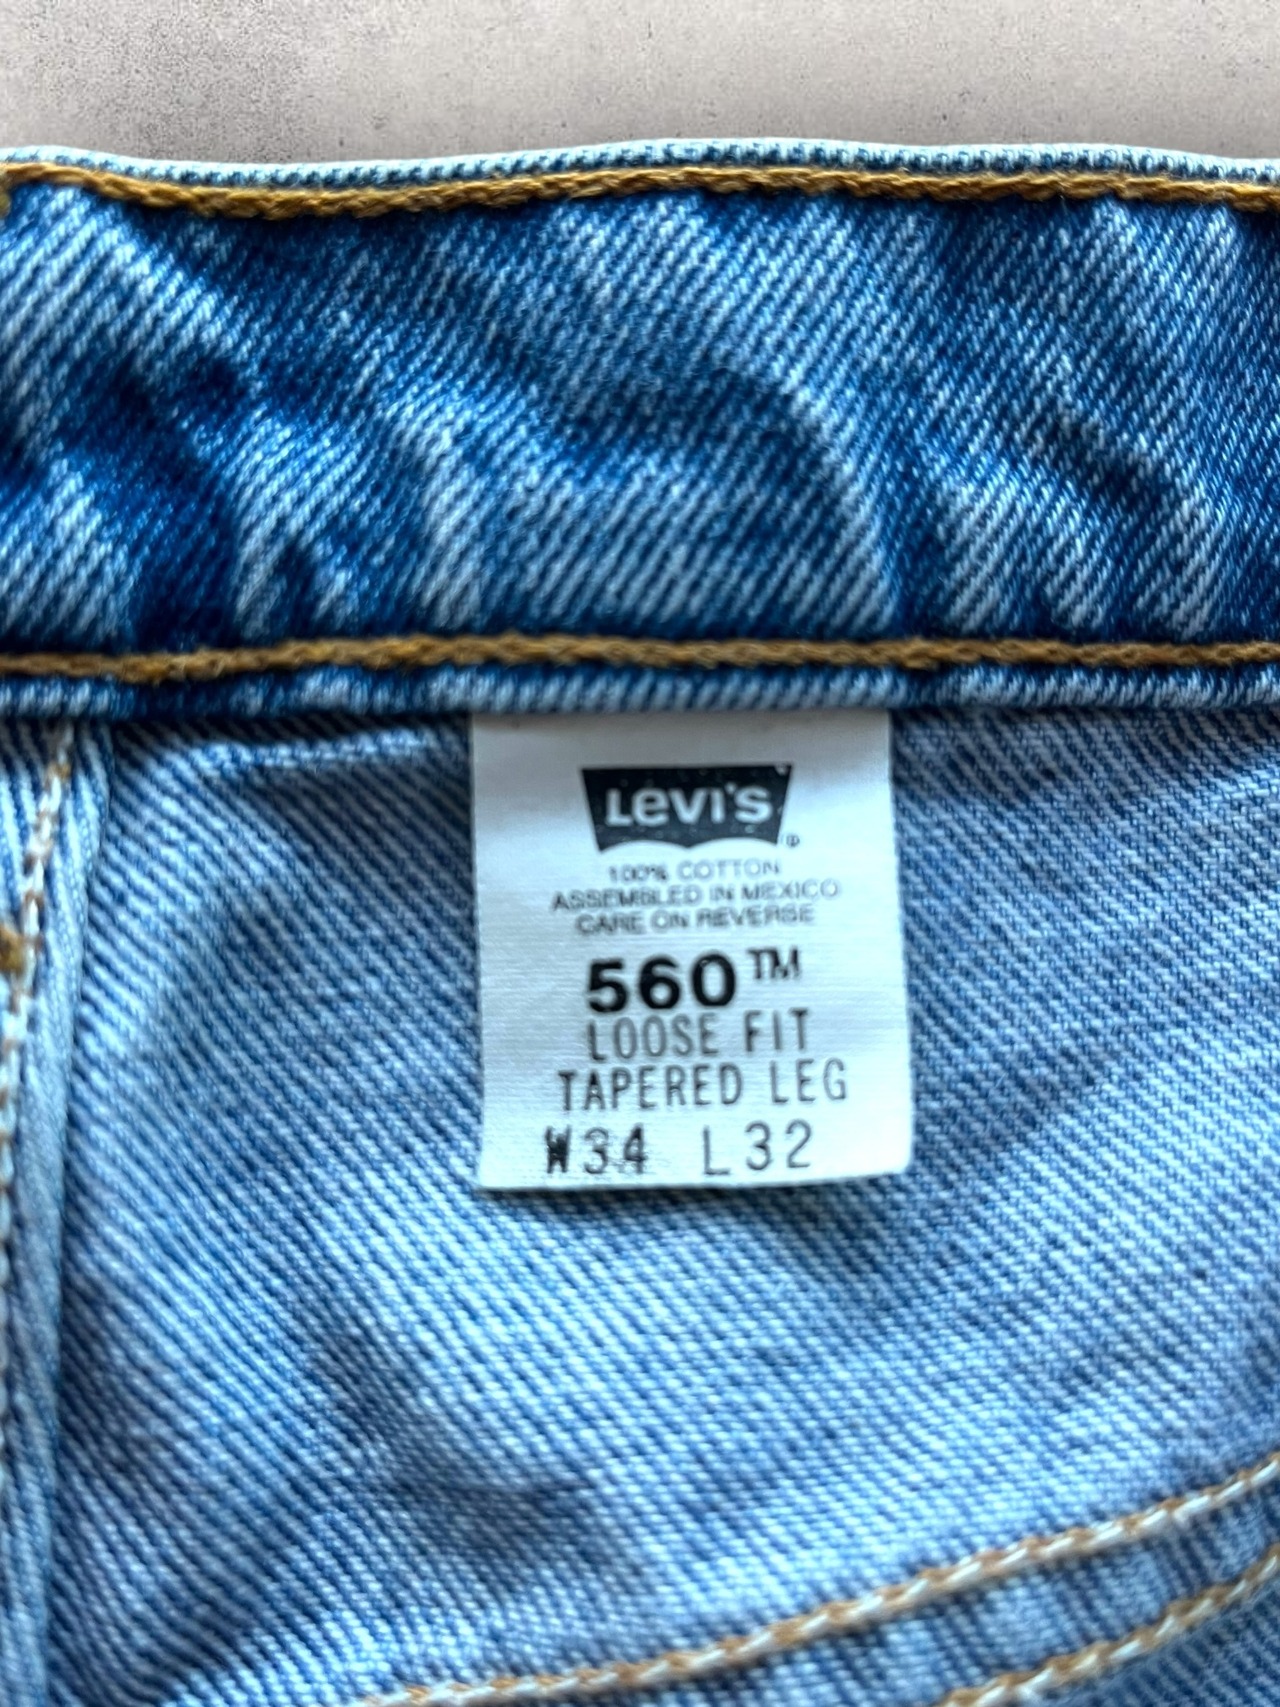 LEVI'S
®
100% COTTON
ASSEMBLED IN MEXICO
CARE ON REVERSE
560™
LOOSE FIT
TAPERED LEG
W34 L32